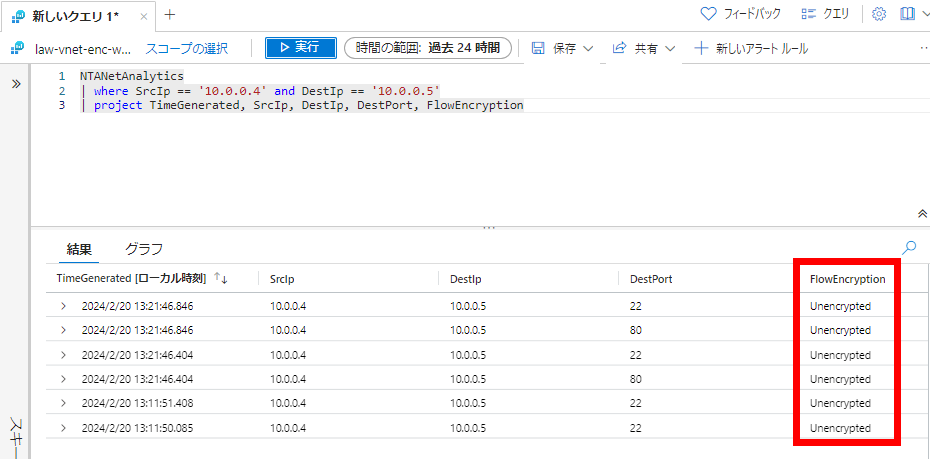 新しいクエリ 1*
フィードバック
クエリ
law-vnet-enc-w...
スコープの選択
実行
時間の範囲: 過去 24 時間
保存
共有
新しいアラート ルール
1 NTANetAnalytics
2 | where SrcIp == '10.0.0.4' and DestIp == '10.0.0.5'
3 | project TimeGenerated, SrcIp, DestIp, DestPort, FlowEncryption
結果 グラフ
TimeGenerated [ローカル時刻] SrcIp DestIp DestPort FlowEncryption
2024/2/20 13:21:46.846 10.0.0.4 10.0.0.5 22 Unencrypted
2024/2/20 13:21:46.846 10.0.0.4 10.0.0.5 80 Unencrypted
2024/2/20 13:21:46.404 10.0.0.4 10.0.0.5 22 Unencrypted
2024/2/20 13:21:46.404 10.0.0.4 10.0.0.5 80 Unencrypted
2024/2/20 13:11:51.408 10.0.0.4 10.0.0.5 22 Unencrypted
2024/2/20 13:11:50.085 10.0.0.4 10.0.0.5 22 Unencrypted
スキー